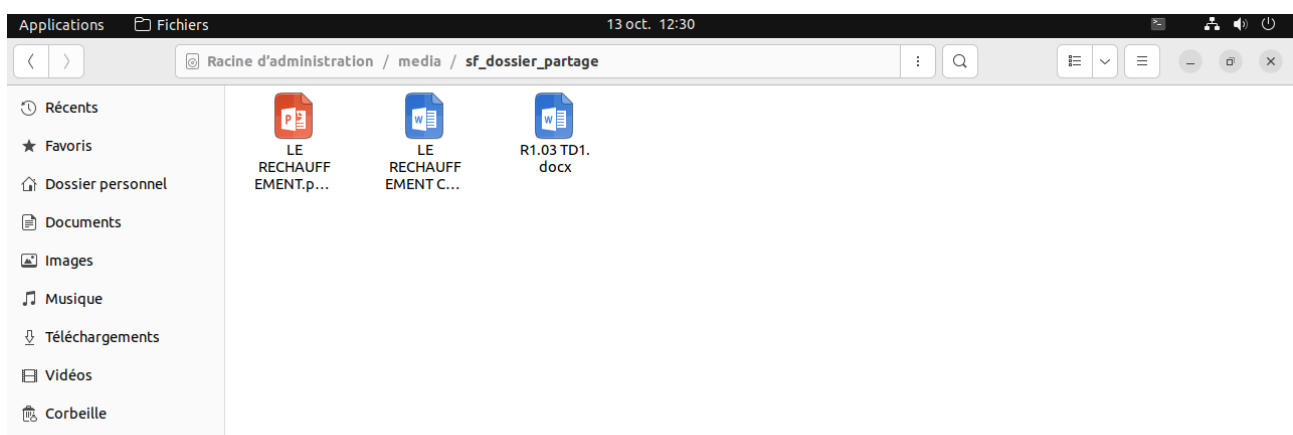 Applications Fichiers 13 oct. 12:30
Racine d'administration / media / sf_dossier_partage
Récents
Favoris
Dossier personnel
Documents
Images
Musique
Téléchargements
Vidéos
Corbeille
P
LE
RECHAUFF
EMENT.p...
W
LE
RECHAUFF
EMENT C...
W
R1.03 TD1.
docx